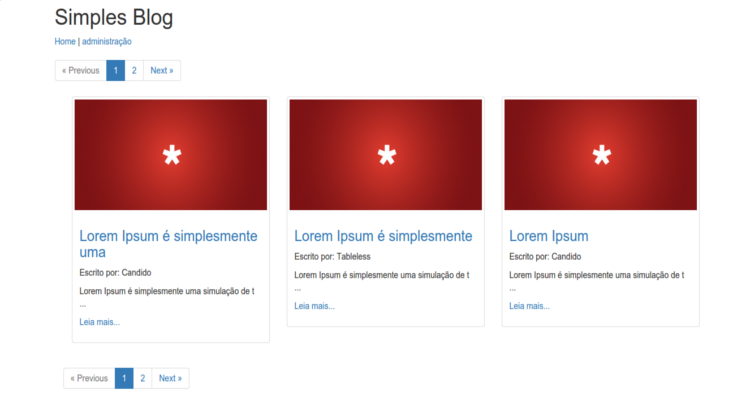 Simples Blog
Home | administração
« Previous 1 2 Next »
*
Lorem Ipsum é simplesmente
uma
Escrito por: Candido
Lorem Ipsum é simplesmente uma simulação de t
...
Leia mais...
*
Lorem Ipsum é simplesmente
Escrito por: Tableless
Lorem Ipsum é simplesmente uma simulação de t
...
Leia mais...
*
Lorem Ipsum
Escrito por: Candido
Lorem Ipsum é simplesmente uma simulação de t
...
Leia mais...
« Previous 1 2 Next »